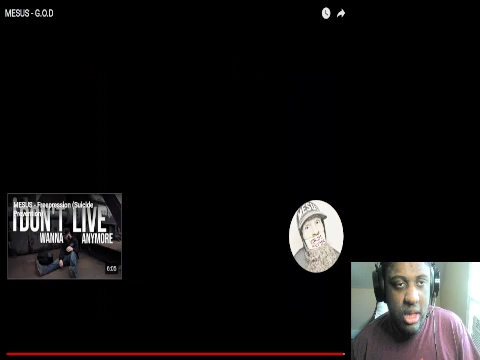 MESUS - G.O.D
MESUS - Freepression (Suicide
Prevention)
I DON'T LIVE
WANNA ANYMORE
6:05